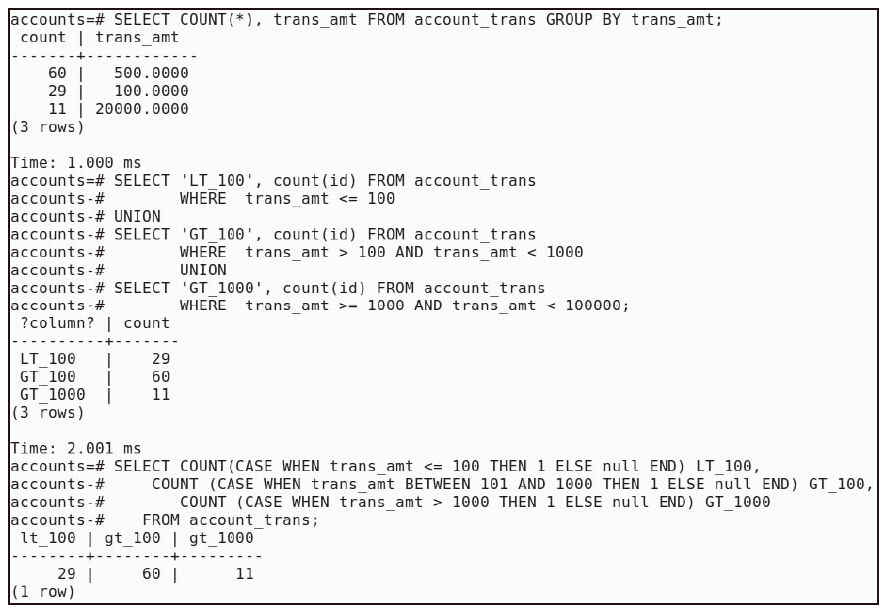 accounts=# SELECT COUNT(*), trans_amt FROM account_trans GROUP BY trans_amt;
 count | trans_amt
-------+------------
    60 |   500.0000
    29 |   100.0000
    11 | 20000.0000
(3 rows)

Time: 1.000 ms
accounts=# SELECT 'LT_100', count(id) FROM account_trans
accounts-#        WHERE  trans_amt <= 100
accounts-# UNION
accounts-# SELECT 'GT_100', count(id) FROM account_trans
accounts-#        WHERE  trans_amt > 100 AND trans_amt < 1000
accounts-#        UNION
accounts-# SELECT 'GT_1000', count(id) FROM account_trans
accounts-#        WHERE  trans_amt >= 1000 AND trans_amt < 100000;
 ?column? | count
----------+-------
 LT_100   |    29
 GT_100   |    60
 GT_1000  |    11
(3 rows)

Time: 2.001 ms
accounts=# SELECT COUNT(CASE WHEN trans_amt <= 100 THEN 1 ELSE null END) LT_100,
accounts-#     COUNT (CASE WHEN trans_amt BETWEEN 101 AND 1000 THEN 1 ELSE null END) GT_100,
accounts-#        COUNT (CASE WHEN trans_amt > 1000 THEN 1 ELSE null END) GT_1000
accounts-#    FROM account_trans;
 lt_100 | gt_100 | gt_1000
--------+--------+---------
     29 |     60 |      11
(1 row)